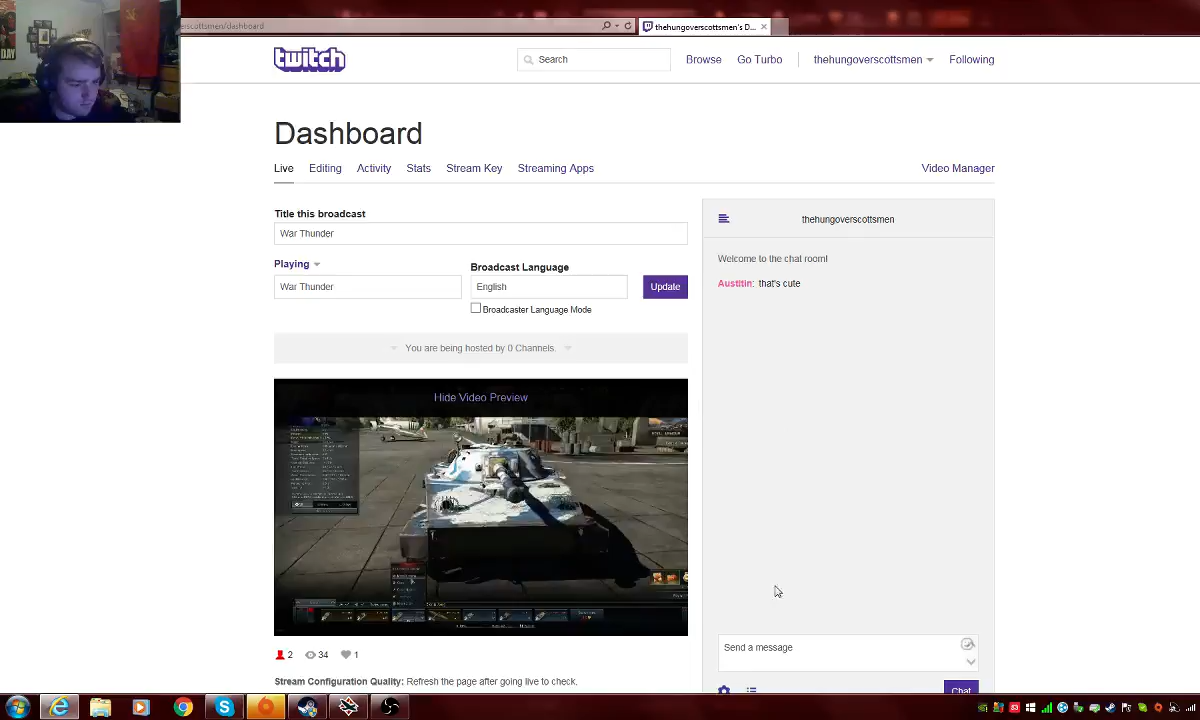 erscottsmen/dashboard
thehungoverscottsmen's D...
twitch
Search
Browse
Go Turbo
thehungoverscottsmen
Following
Dashboard
Live
Editing
Activity
Stats
Stream Key
Streaming Apps
Video Manager
Title this broadcast
War Thunder
Playing
Broadcast Language
War Thunder
English
Update
Broadcaster Language Mode
You are being hosted by 0 Channels.
Hide Video Preview
2
34
1
Stream Configuration Quality: Refresh the page after going live to check.
thehungoverscottsmen
Welcome to the chat room!
Austitin: that's cute
Send a message
Chat